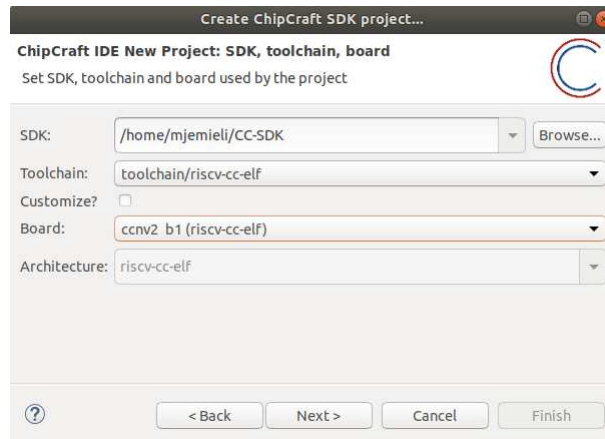 Create ChipCraft SDK project...
ChipCraft IDE New Project: SDK, toolchain, board
Set SDK, toolchain and board used by the project
SDK: /home/mjemieli/CC-SDK Browse...
Toolchain: toolchain/riscv-cc-elf
Customize?
Board: ccnv2_b1 (riscv-cc-elf)
Architecture: riscv-cc-elf
? < Back Next > Cancel Finish